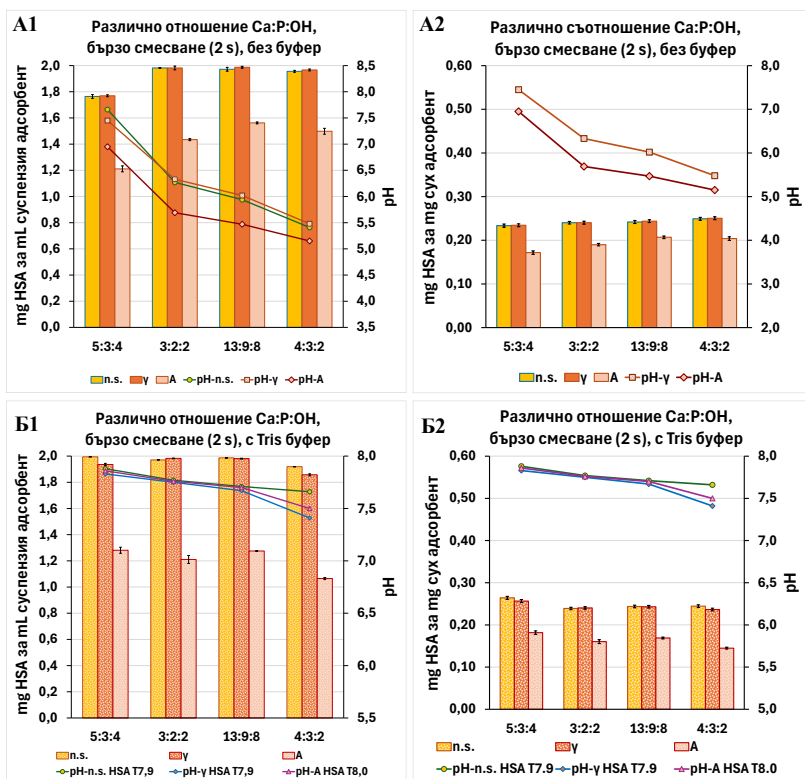 А1
Различно отношение Ca:P:OH,
бързо смесване (2 s), без буфер
mg HSA за mL суспензия адсорбент
2,0
1,8
1,6
1,4
1,2
1,0
0,8
0,6
0,4
0,2
0,0
8,5
8,0
7,5
7,0
6,5
6,0
5,5
5,0
4,5
4,0
3,5
pH
5:3:4 3:2:2 13:9:8 4:3:2
n.s. γ A pH-n.s. pH-γ pH-A
А2
Различно съотношение Ca:P:OH,
бързо смесване (2 s), без буфер
mg HSA за mg сух адсорбент
0,60
0,50
0,40
0,30
0,20
0,10
0,00
8,0
7,0
6,0
5,0
4,0
3,0
2,0
pH
5:3:4 3:2:2 13:9:8 4:3:2
n.s. γ A pH-γ pH-A
Б1
Различно отношение Ca:P:OH,
бързо смесване (2 s), с Tris буфер
mg HSA за mL суспензия адсорбент
2,0
1,8
1,6
1,4
1,2
1,0
0,8
0,6
0,4
0,2
0,0
8,0
7,5
7,0
6,5
6,0
5,5
pH
5:3:4 3:2:2 13:9:8 4:3:2
n.s. γ A
pH-n.s. HSA T7,9 pH-γ HSA T7,9 pH-A HSA T8,0
Б2
Различно отношение Ca:P:OH,
бързо смесване (2 s), с Tris буфер
mg HSA за mg сух адсорбент
0,60
0,50
0,40
0,30
0,20
0,10
0,00
8,0
7,5
7,0
6,5
6,0
5,5
5,0
pH
5:3:4 3:2:2 13:9:8 4:3:2
n.s. γ A
pH-n.s. HSA T7.9 pH-γ HSA T7.9 pH-A HSA T8.0